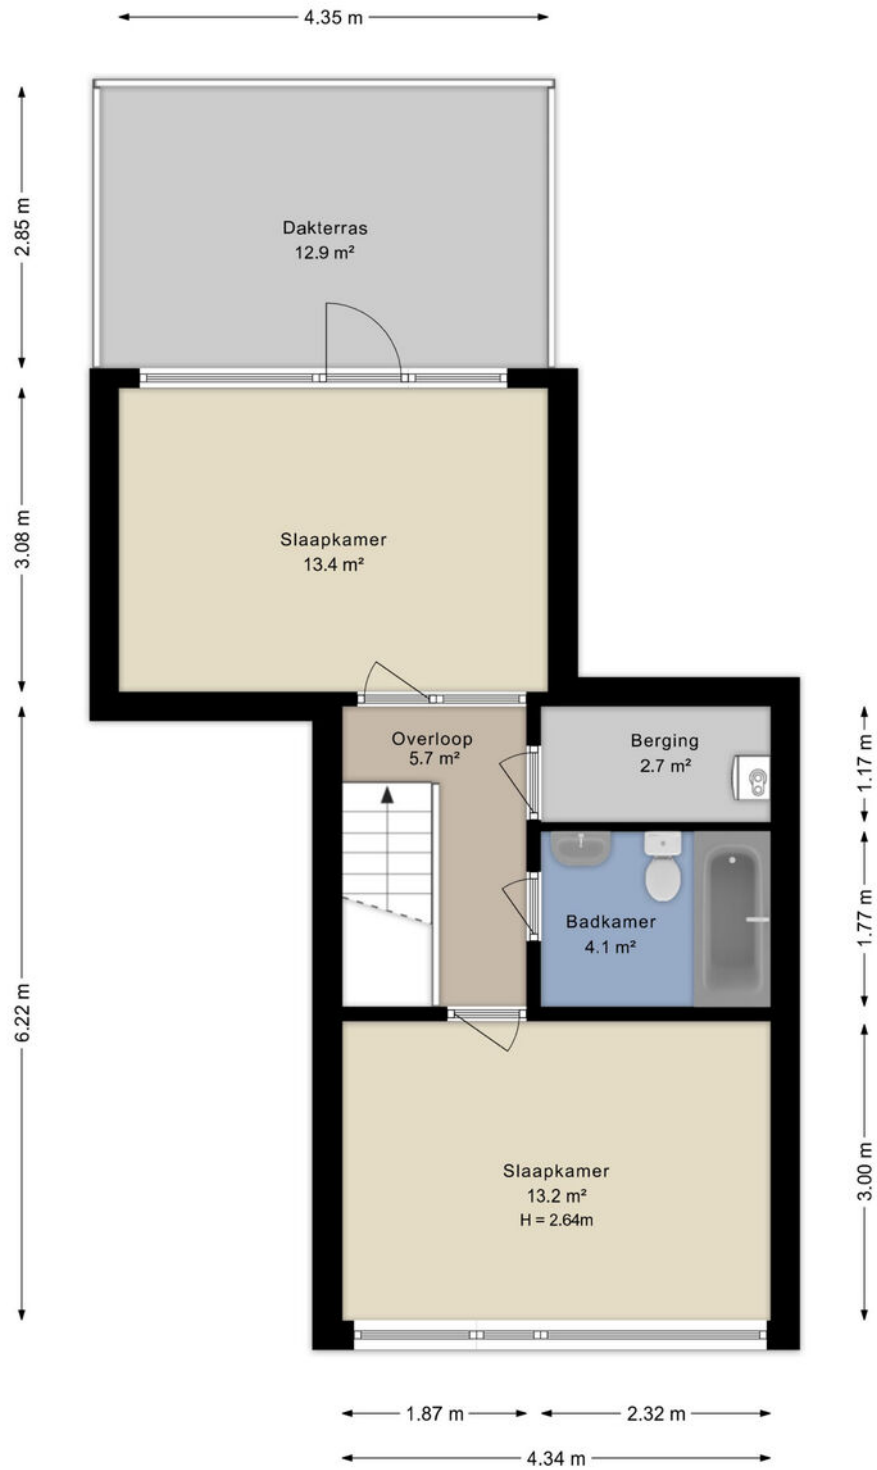 4.35 m
2.85 m
Dakterras
12.9 m²
3.08 m
Slaapkamer
13.4 m²
Overloop
5.7 m²
Berging
2.7 m²
1.17 m
Badkamer
4.1 m²
1.77 m
6.22 m
Slaapkamer
13.2 m²
H = 2.64m
3.00 m
1.87 m
2.32 m
4.34 m